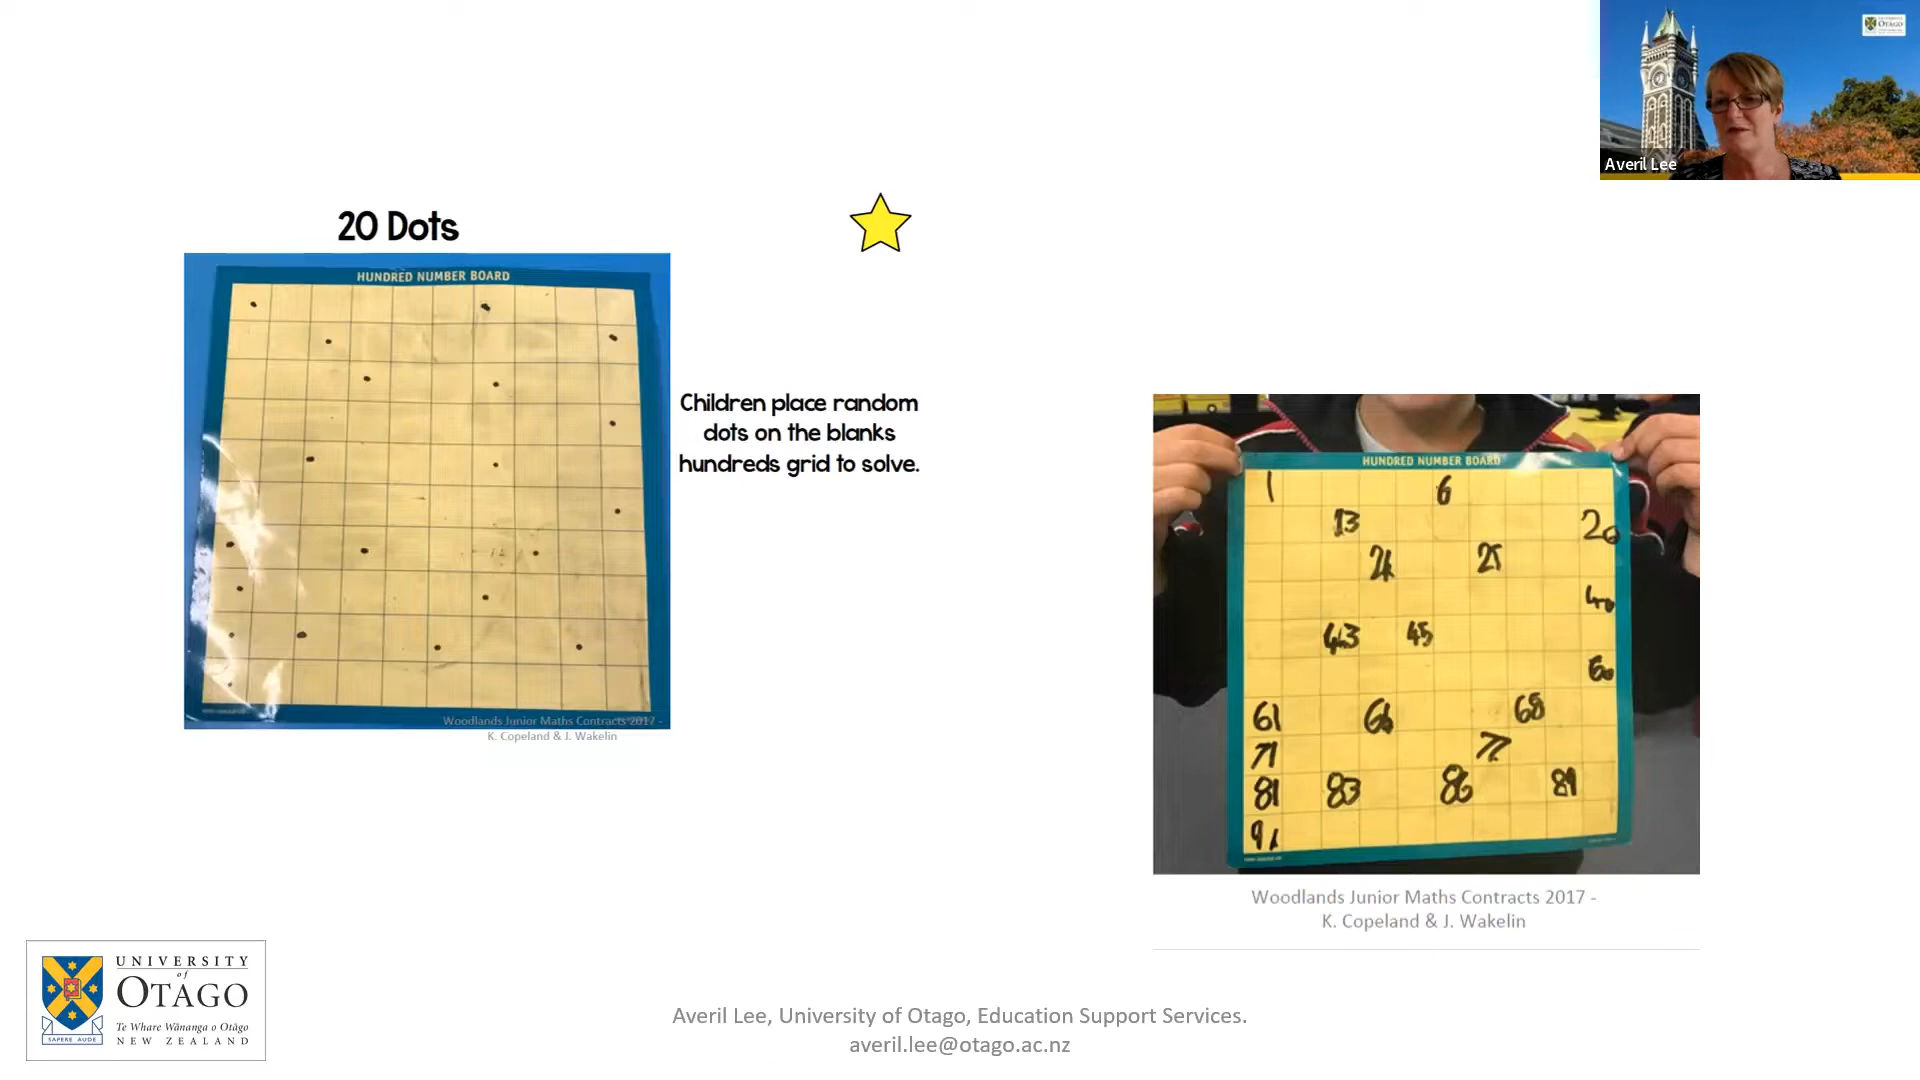 OTAGO
Averil Lee
20 Dots
HUNDRED NUMBER BOARD
Children place random
dots on the blanks
hundreds grid to solve.
Woodlands Junior Maths Contracts 2017 -
K. Copeland & J. Wakelin
HUNDRED NUMBER BOARD
1 6
13 20
24
40
43 45
60
61 68
71 77
81 83 86 89
91
Woodlands Junior Maths Contracts 2017 -
K. Copeland & J. Wakelin
UNIVERSITY
of
OTAGO
Te Whare Wānanga o Otāgo
NEW ZEALAND
SAPERE AUDE
Averil Lee, University of Otago, Education Support Services.
averil.lee@otago.ac.nz